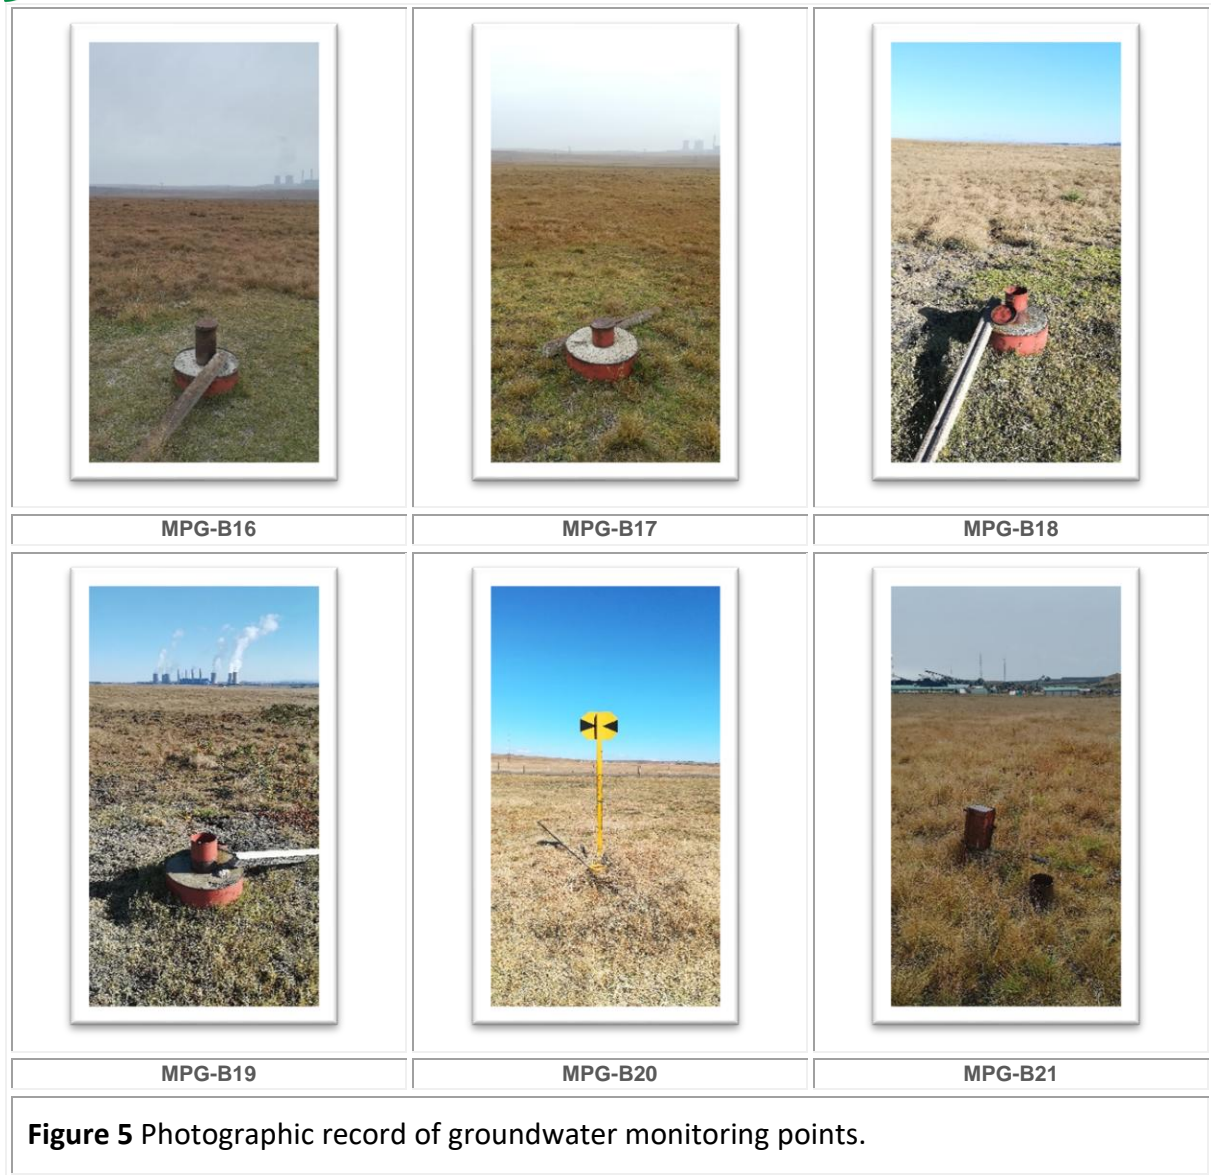 MPG-B16
MPG-B17
MPG-B18
MPG-B19
MPG-B20
MPG-B21
Figure 5 Photographic record of groundwater monitoring points.